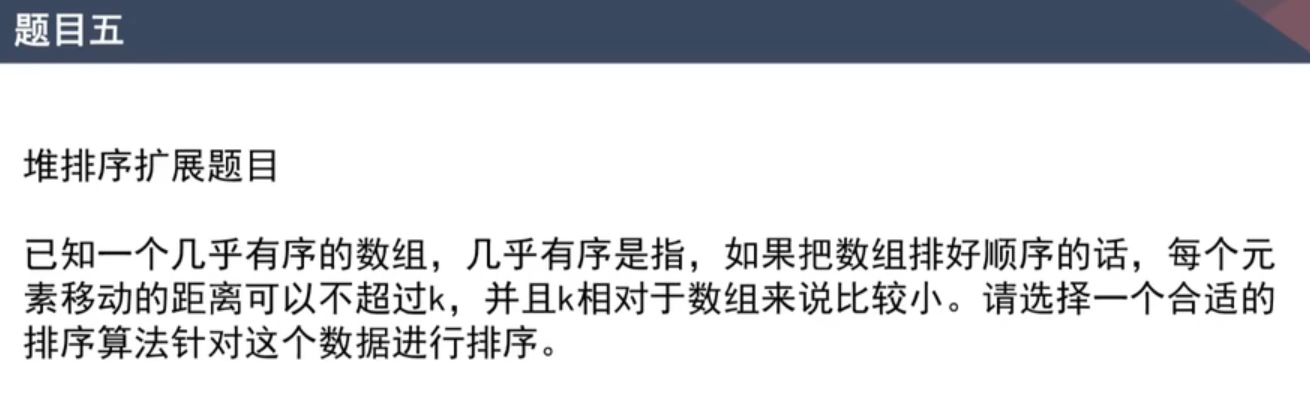 题目五
堆排序扩展题目
已知一个几乎有序的数组，几乎有序是指，如果把数组排好顺序的话，每个元
素移动的距离可以不超过k，并且k相对于数组来说比较小。请选择一个合适的
排序算法针对这个数据进行排序。